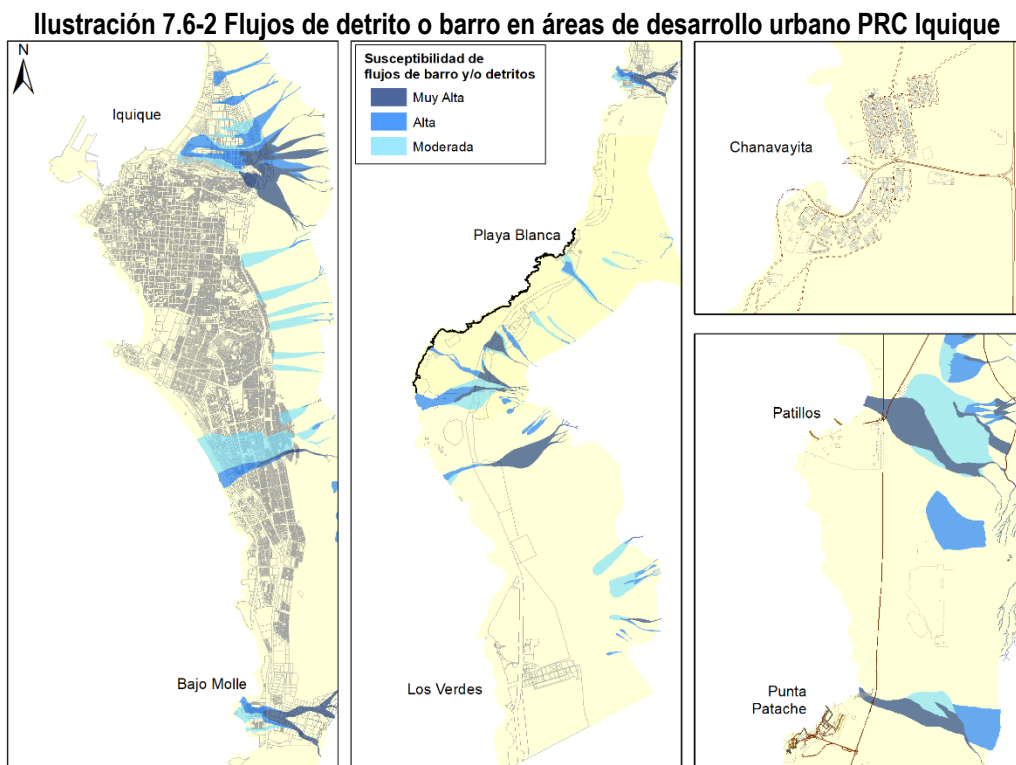 Ilustración 7.6-2 Flujos de detrito o barro en áreas de desarrollo urbano PRC Iquique
N
Iquique
Bajo Molle
Susceptibilidad de
flujos de barro y/o detritos
Muy Alta
Alta
Moderada
Playa Blanca
Los Verdes
Chanavayita
Patillos
Punta
Patache